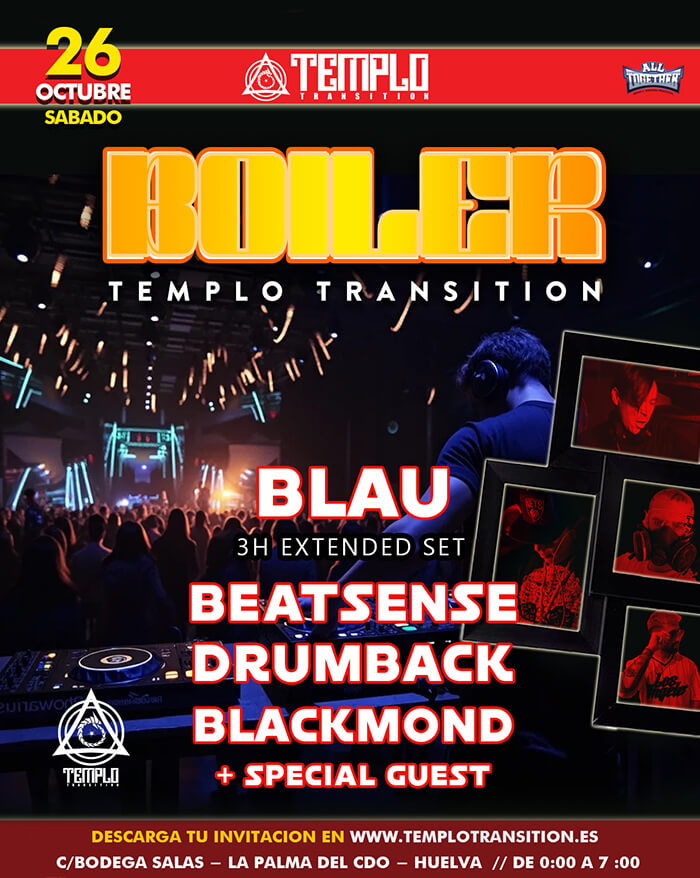 26
OCTUBRE
SABADO
TEMPLO
TRANSITION
ALL
TOGETHER
BOILER
TEMPLO TRANSITION
BLAU
3H EXTENDED SET
BEATSENSE
DRUMBACK
BLACKMOND
+ SPECIAL GUEST
TEMPLO
TRANSITION
DESCARGA TU INVITACION EN WWW.TEMPLOTRANSITION.ES
C/BODEGA SALAS – LA PALMA DEL CDO – HUELVA // DE 0:00 A 7 :00